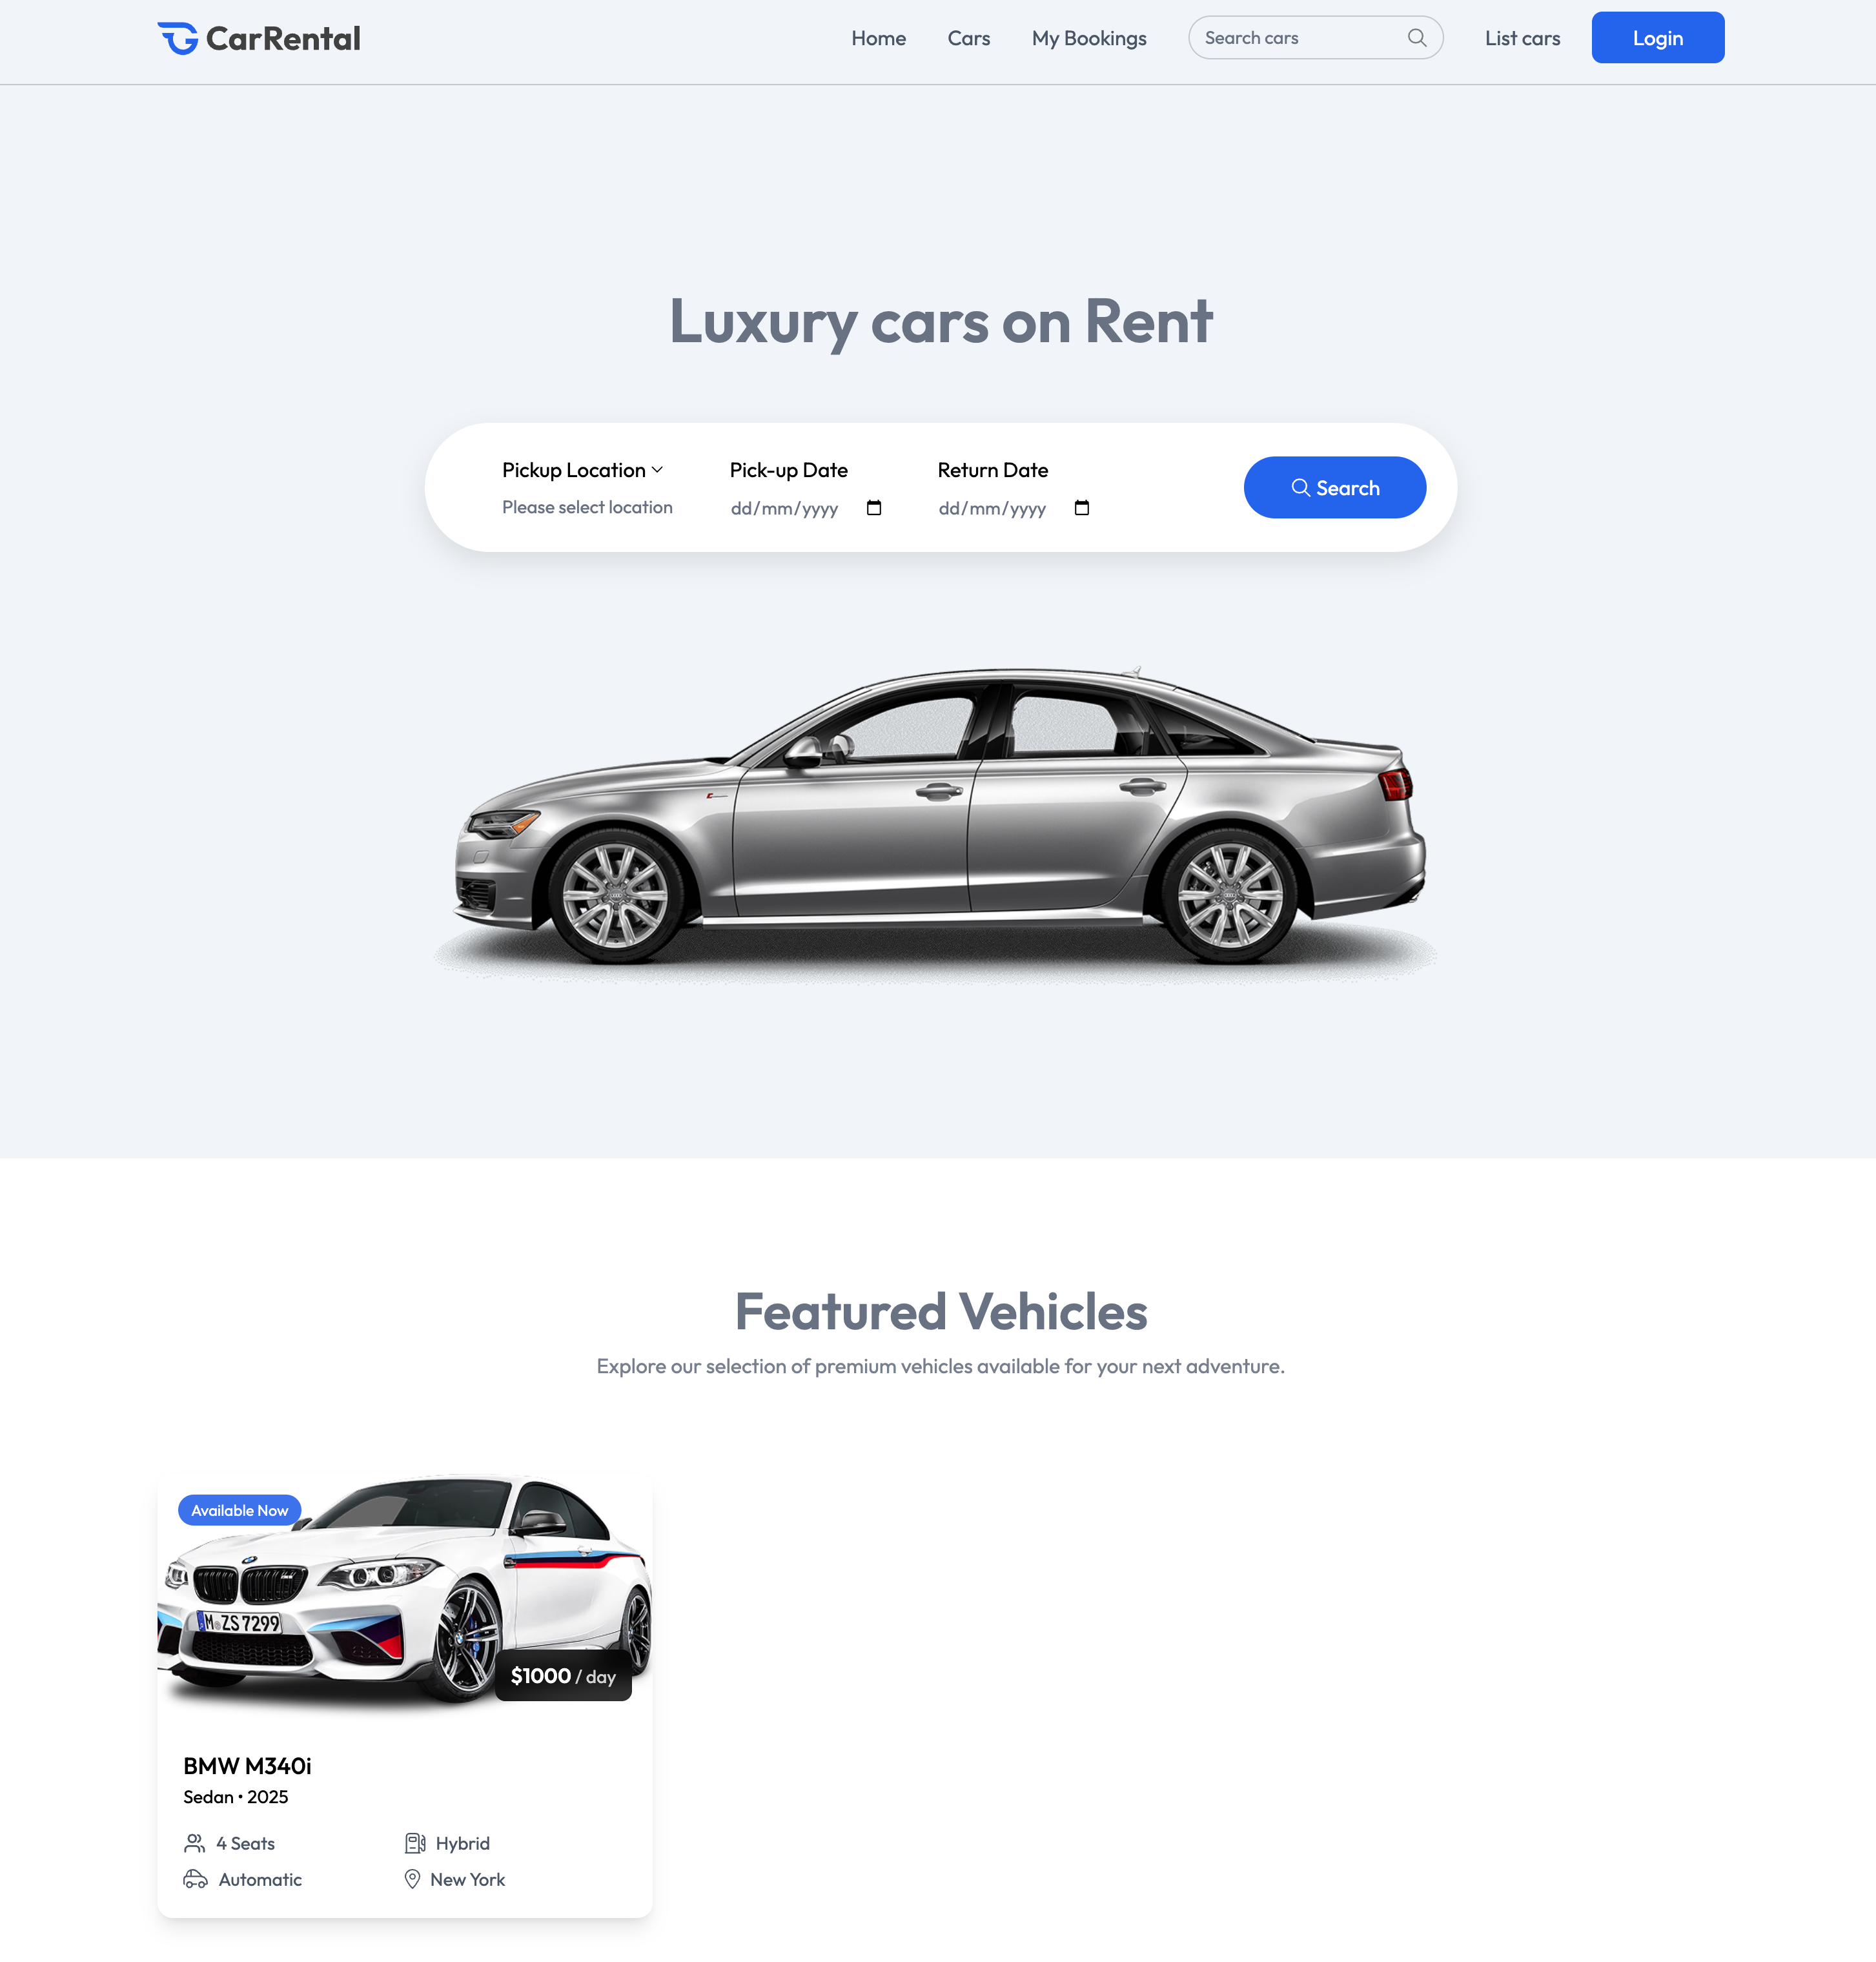 CarRental
Home Cars My Bookings Search cars List cars Login
Luxury cars on Rent
Pickup Location Pick-up Date Return Date
Please select location dd/mm/yyyy dd/mm/yyyy
Search
Featured Vehicles
Explore our selection of premium vehicles available for your next adventure.
Available Now
M ZS 7299
$1000 / day
BMW M340i
Sedan • 2025
4 Seats Hybrid
Automatic New York